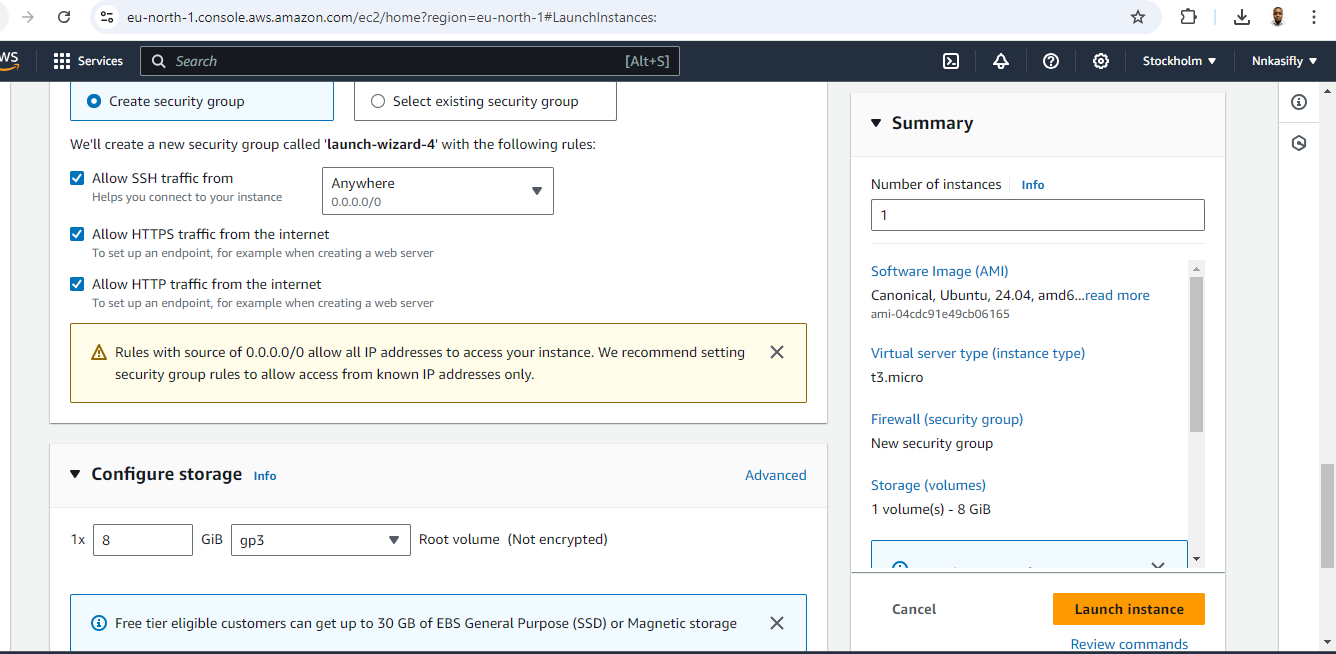 eu-north-1.console.aws.amazon.com/ec2/home?region=eu-north-1#LaunchInstances:
Services
Search
[Alt+S]
Stockholm
Nnkasifly
Create security group
Select existing security group
We'll create a new security group called 'launch-wizard-4' with the following rules:
Allow SSH traffic from
Helps you connect to your instance
Anywhere
0.0.0.0/0
Allow HTTPS traffic from the internet
To set up an endpoint, for example when creating a web server
Allow HTTP traffic from the internet
To set up an endpoint, for example when creating a web server
Rules with source of 0.0.0.0/0 allow all IP addresses to access your instance. We recommend setting
security group rules to allow access from known IP addresses only.
Configure storage Info
Advanced
1x 8 GiB gp3 Root volume (Not encrypted)
Free tier eligible customers can get up to 30 GB of EBS General Purpose (SSD) or Magnetic storage
Summary
Number of instances Info
1
Software Image (AMI)
Canonical, Ubuntu, 24.04, amd6...read more
ami-04cdc91e49cb06165
Virtual server type (instance type)
t3.micro
Firewall (security group)
New security group
Storage (volumes)
1 volume(s) - 8 GiB
Cancel
Launch instance
Review commands